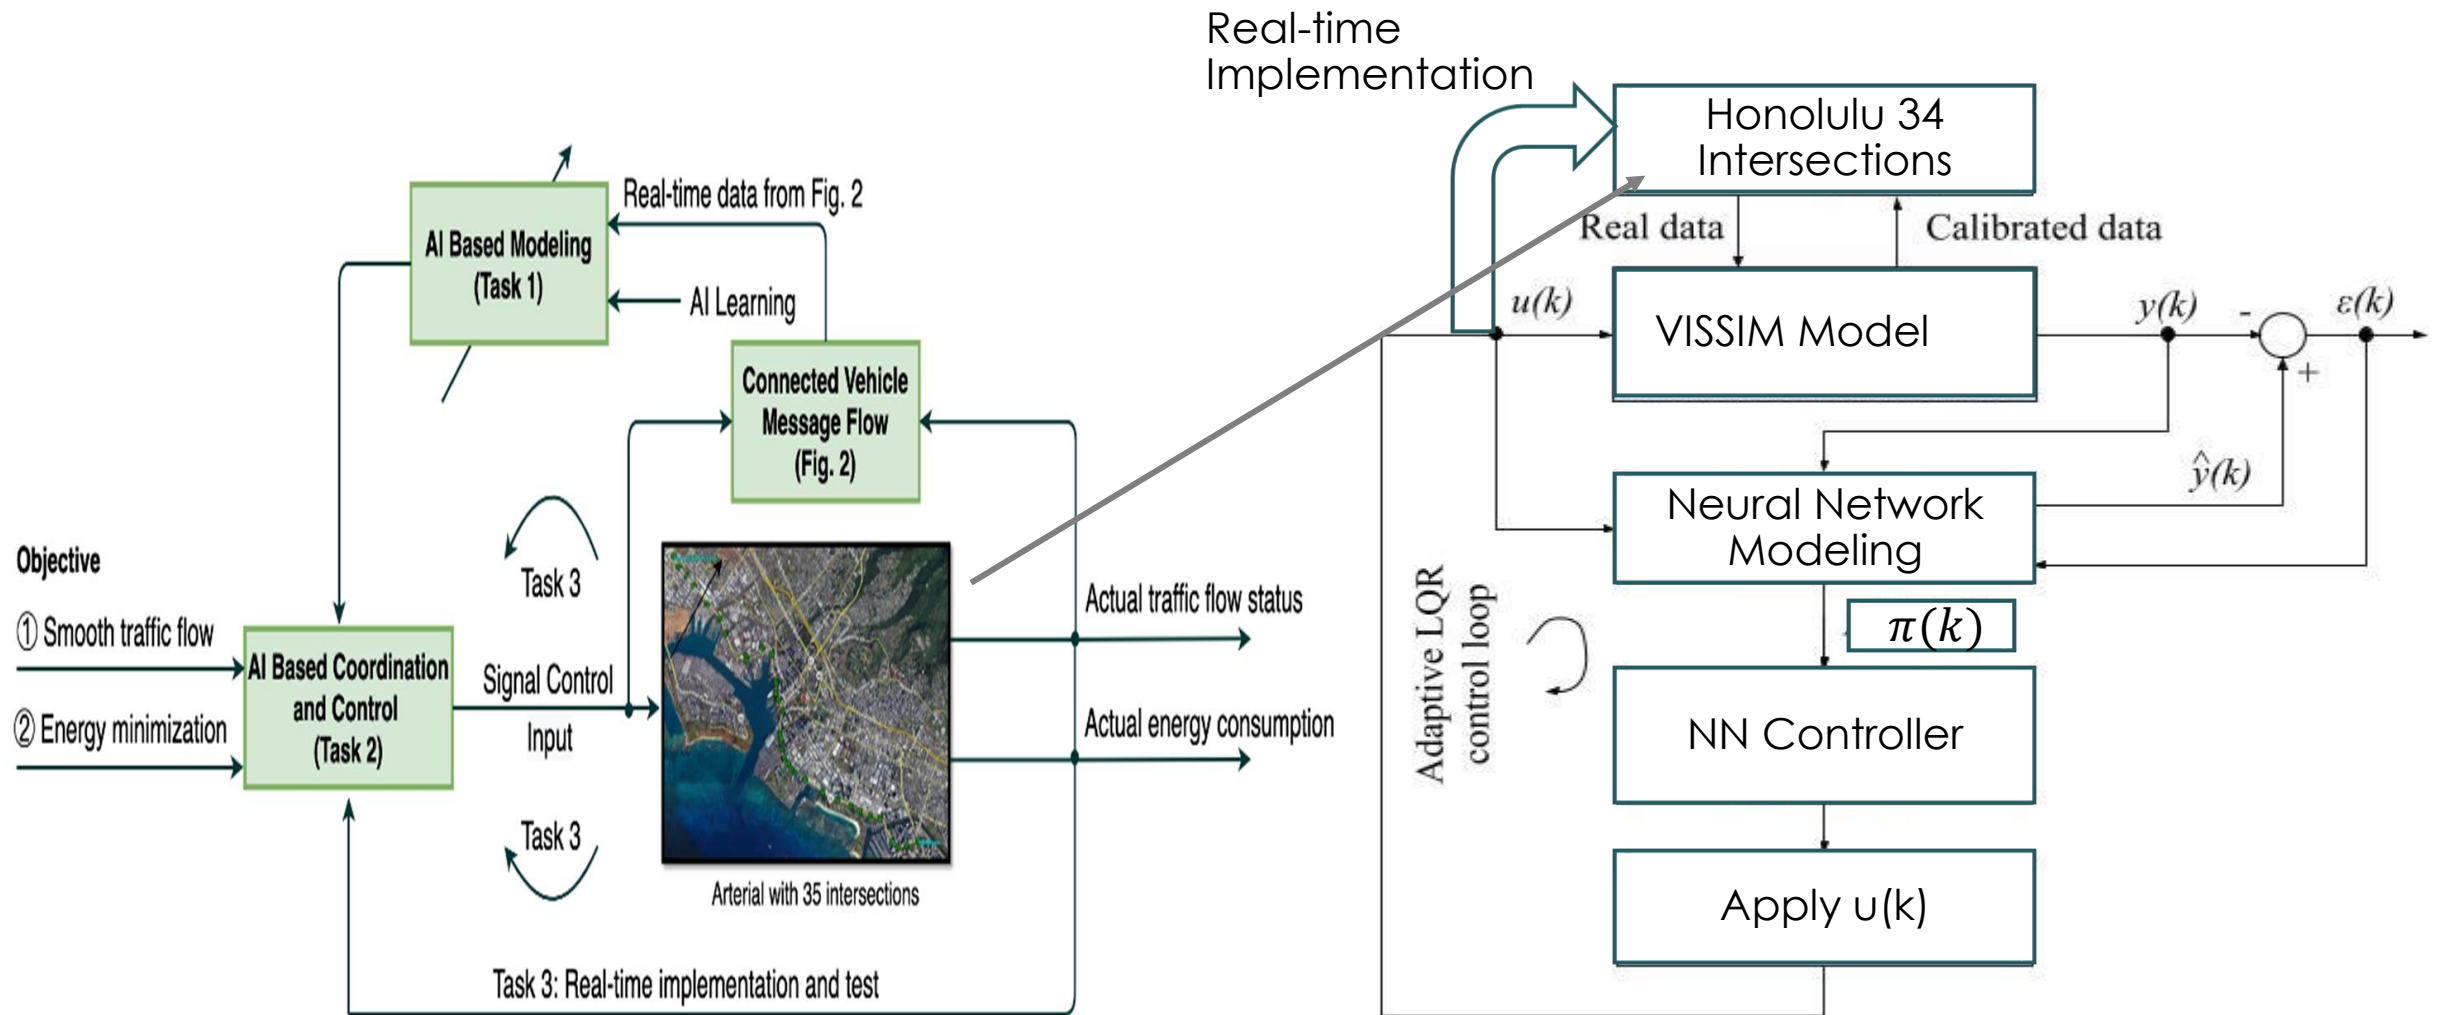 Real-time
Implementation
Real-time data from Fig. 2
AI Based Modeling
(Task 1)
AI Learning
Connected Vehicle
Message Flow
(Fig. 2)
Objective
① Smooth traffic flow
② Energy minimization
AI Based Coordination
and Control
(Task 2)
Task 3
Signal Control
Input
Task 3
Arterial with 35 intersections
Actual traffic flow status
Actual energy consumption
Task 3: Real-time implementation and test
Honolulu 34
Intersections
Real data
Calibrated data
u(k)
VISSIM Model
y(k)
-
ε(k)
+
ŷ(k)
Neural Network
Modeling
π(k)
Adaptive LQR
control loop
NN Controller
Apply u(k)